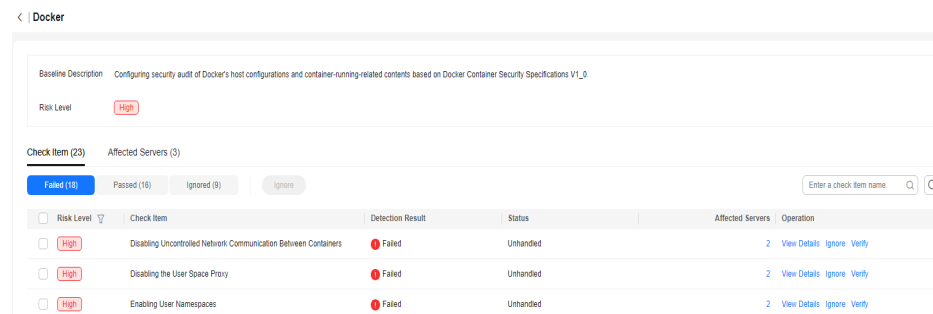 Docker
Baseline Description Configuring security audit of Docker's host configurations and container-running-related contents based on Docker Container Security Specifications V1_0.
Risk Level High
Check Item (23) Affected Servers (3)
Failed (18) Passed (16) Ignored (9) Ignore Enter a check item name
Risk Level Check Item Detection Result Status Affected Servers Operation
High Disabling Uncontrolled Network Communication Between Containers Failed Unhandled 2 View Details Ignore Verify
High Disabling the User Space Proxy Failed Unhandled 2 View Details Ignore Verify
High Enabling User Namespaces Failed Unhandled 2 View Details Ignore Verify